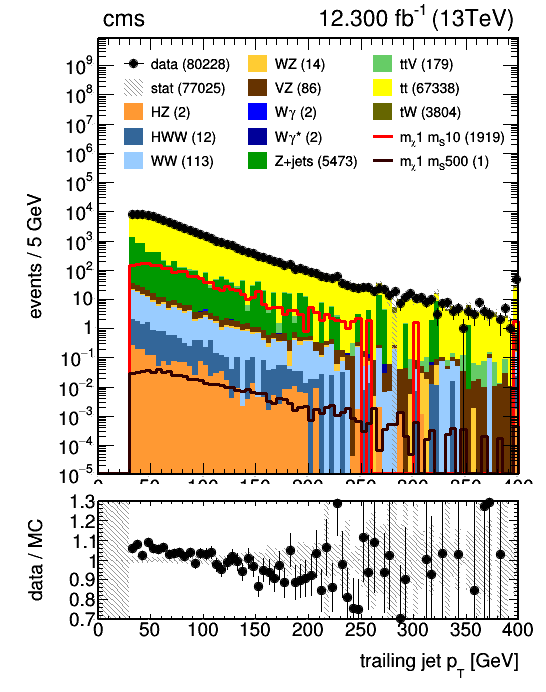 cms 12.300 fb⁻¹ (13TeV)
data (80228) WZ (14) ttV (179)
stat (77025) VZ (86) tt (67338)
HZ (2) Wγ (2) tW (3804)
HWW (12) Wγ* (2) mχ1 mS10 (1919)
WW (113) Z+jets (5473) mχ1 mS500 (1)
events / 5 GeV
10⁹
10⁸
10⁷
10⁶
10⁵
10⁴
10³
10²
10
1
10⁻¹
10⁻²
10⁻³
10⁻⁴
10⁻⁵
0 50 100 150 200 250 300 350 400
data / MC
1.3
1.2
1.1
1
0.9
0.8
0.7
0 50 100 150 200 250 300 350 400
trailing jet pT [GeV]